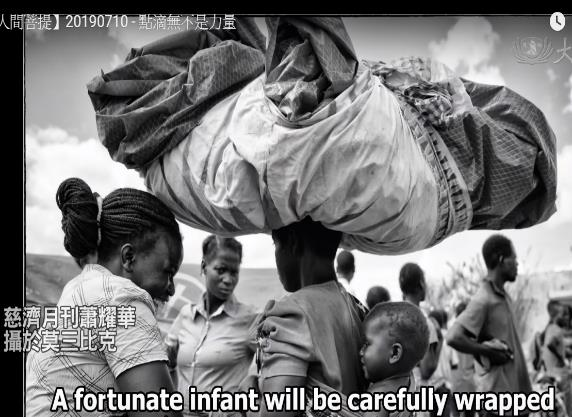 人間菩提】20190710 - 點滴無不是力量
大
慈濟月刊蕭耀華
攝於莫三比克
A fortunate infant will be carefully wrapped